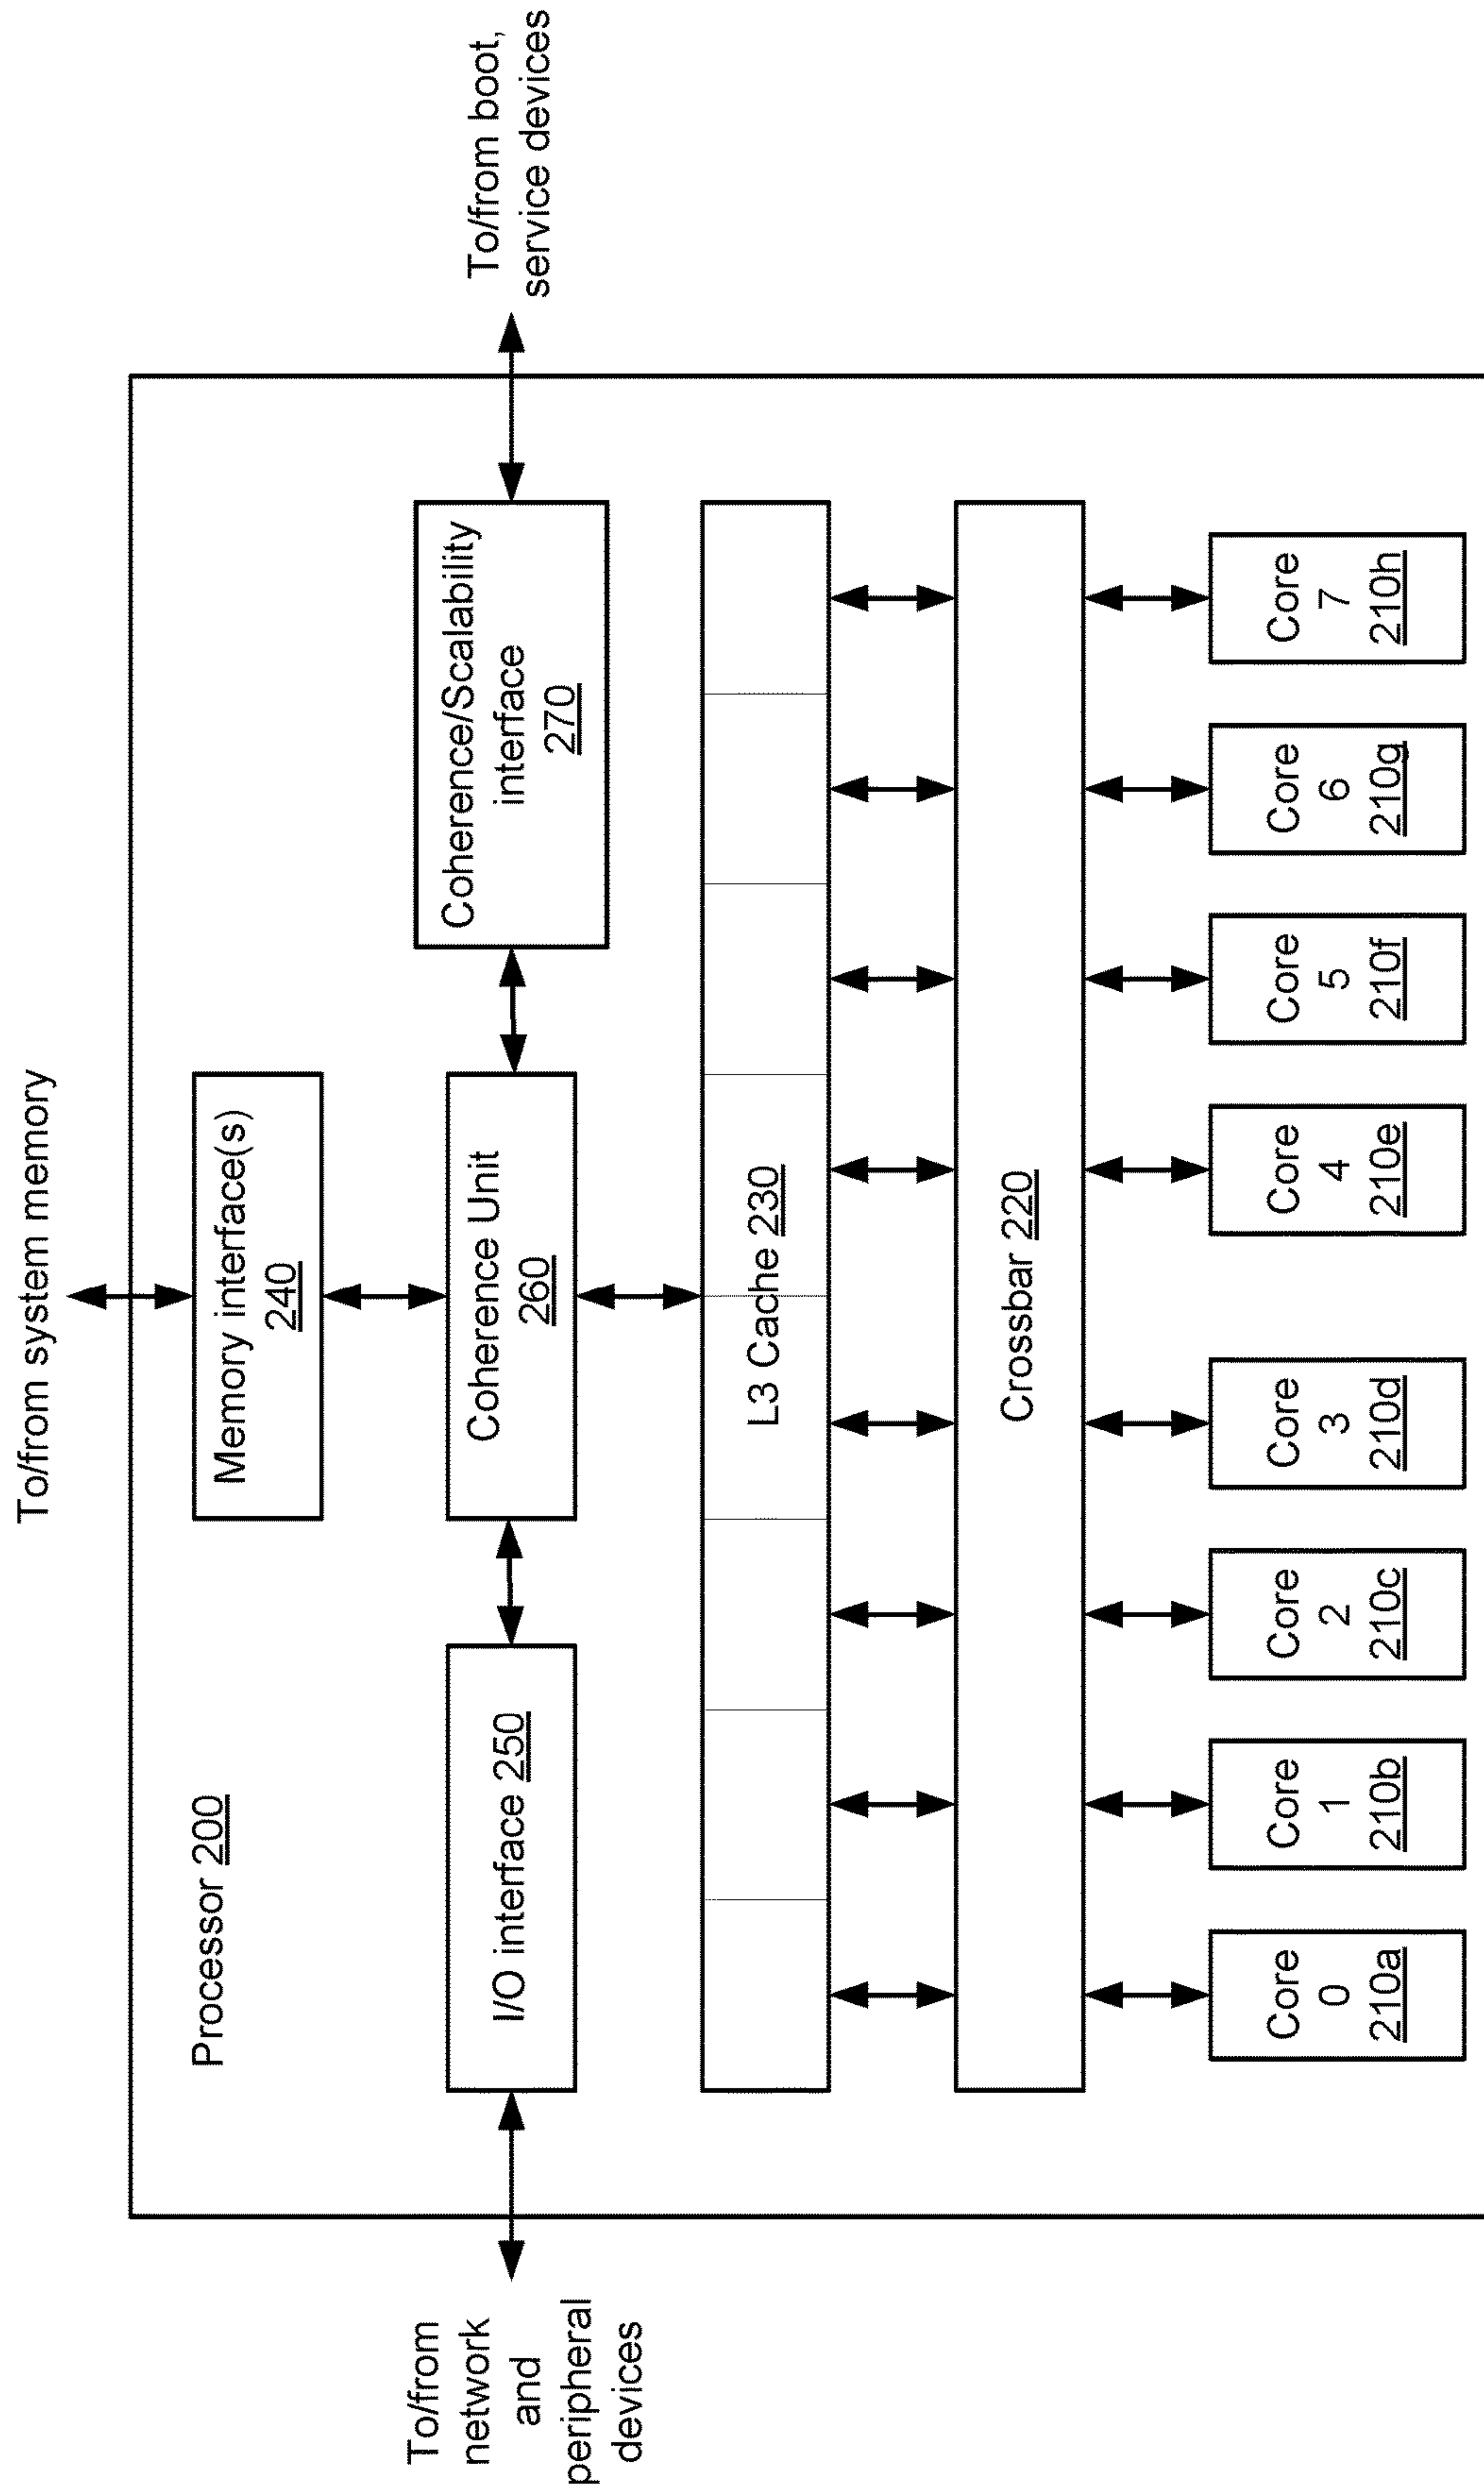 To/from system memory
Processor 200
Memory interface(s)
240
To/from
network
and
peripheral
devices
I/O interface 250
Coherence Unit
260
Coherence/Scalability
interface
270
To/from boot,
service devices
L3 Cache 230
Crossbar 220
Core
0
210a
Core
1
210b
Core
2
210c
Core
3
210d
Core
4
210e
Core
5
210f
Core
6
210g
Core
7
210h